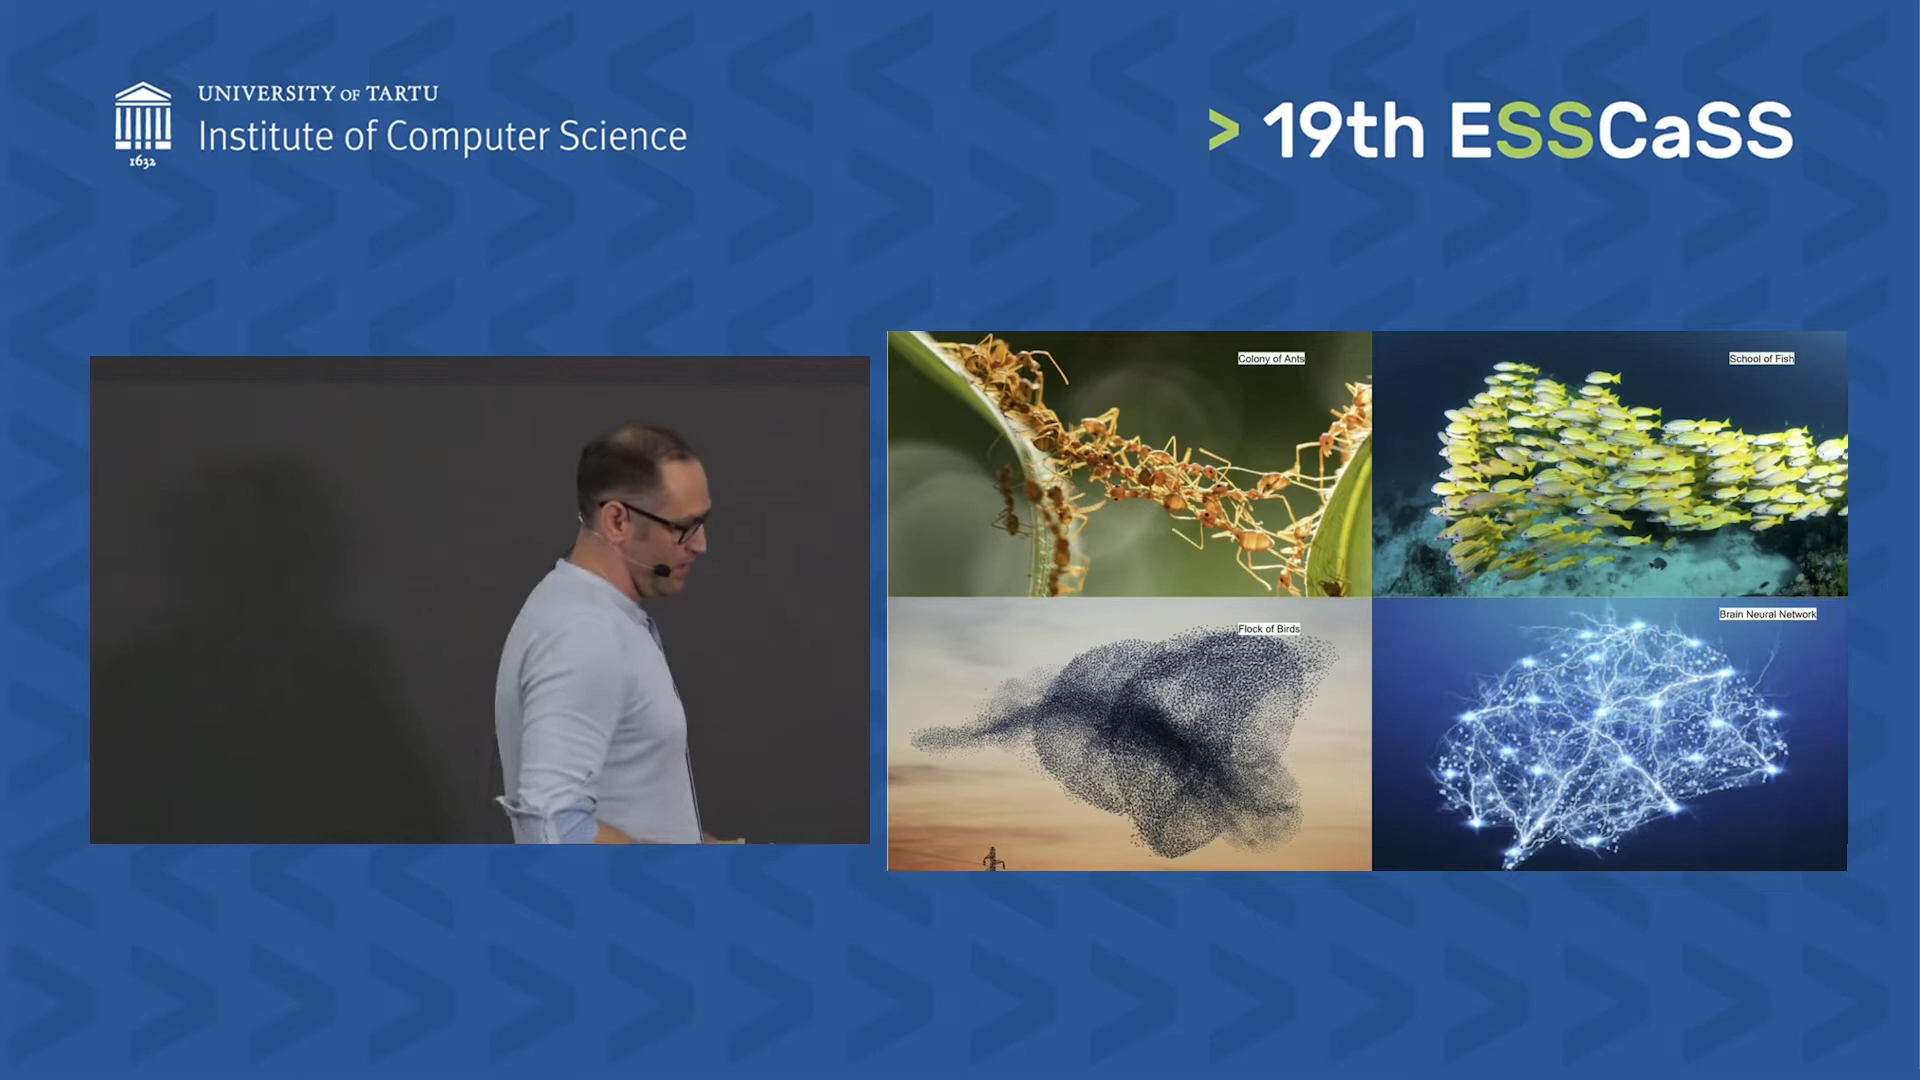 UNIVERSITY OF TARTU
Institute of Computer Science
1632
> 19th ESSCaSS
Colony of Ants
School of Fish
Flock of Birds
Brain Neural Network